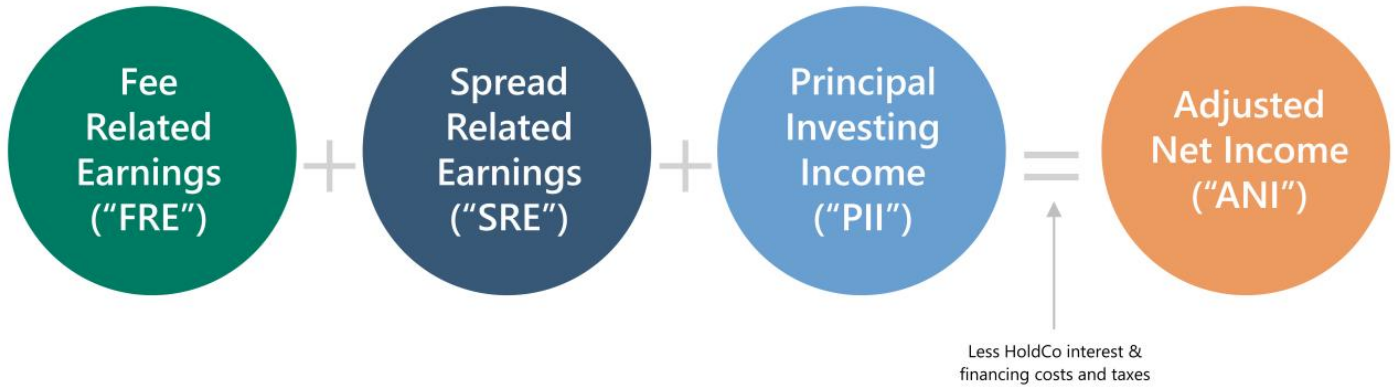 Fee
Related
Earnings
(“FRE”)
+
Spread
Related
Earnings
(“SRE”)
+
Principal
Investing
Income
(“PII”)
=
Adjusted
Net Income
(“ANI”)
Less HoldCo interest &
financing costs and taxes